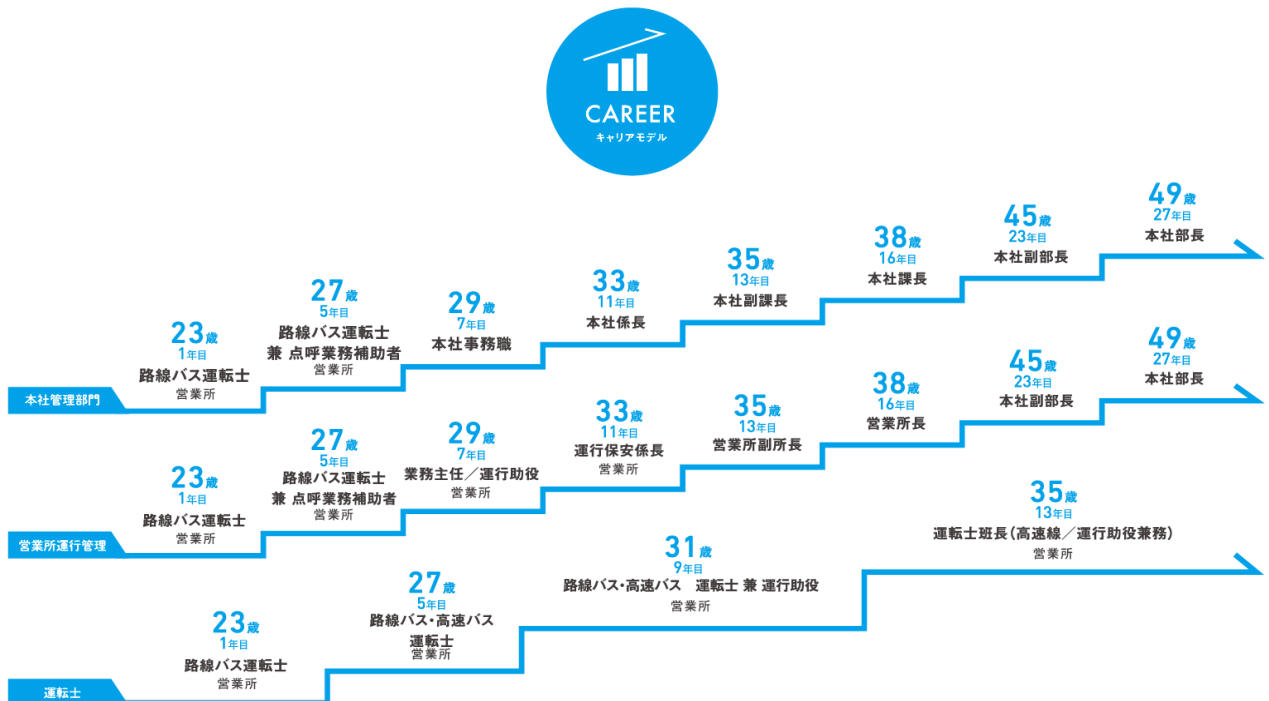 CAREER
キャリアモデル
本社管理部門
23歳
1年目
路線バス運転士
営業所
27歳
5年目
路線バス運転士
兼 点呼業務補助者
営業所
29歳
7年目
本社事務職
33歳
11年目
本社係長
35歳
13年目
本社副課長
38歳
16年目
本社課長
45歳
23年目
本社副部長
49歳
27年目
本社部長
営業所運行管理
23歳
1年目
路線バス運転士
営業所
27歳
5年目
路線バス運転士
兼 点呼業務補助者
営業所
29歳
7年目
業務主任／運行助役
営業所
33歳
11年目
運行保安係長
営業所
35歳
13年目
営業所副所長
38歳
16年目
営業所長
45歳
23年目
本社副部長
49歳
27年目
本社部長
運転士
23歳
1年目
路線バス運転士
営業所
27歳
5年目
路線バス・高速バス
運転士
営業所
31歳
9年目
路線バス・高速バス　運転士 兼 運行助役
営業所
35歳
13年目
運転士班長（高速線／運行助役兼務）
営業所